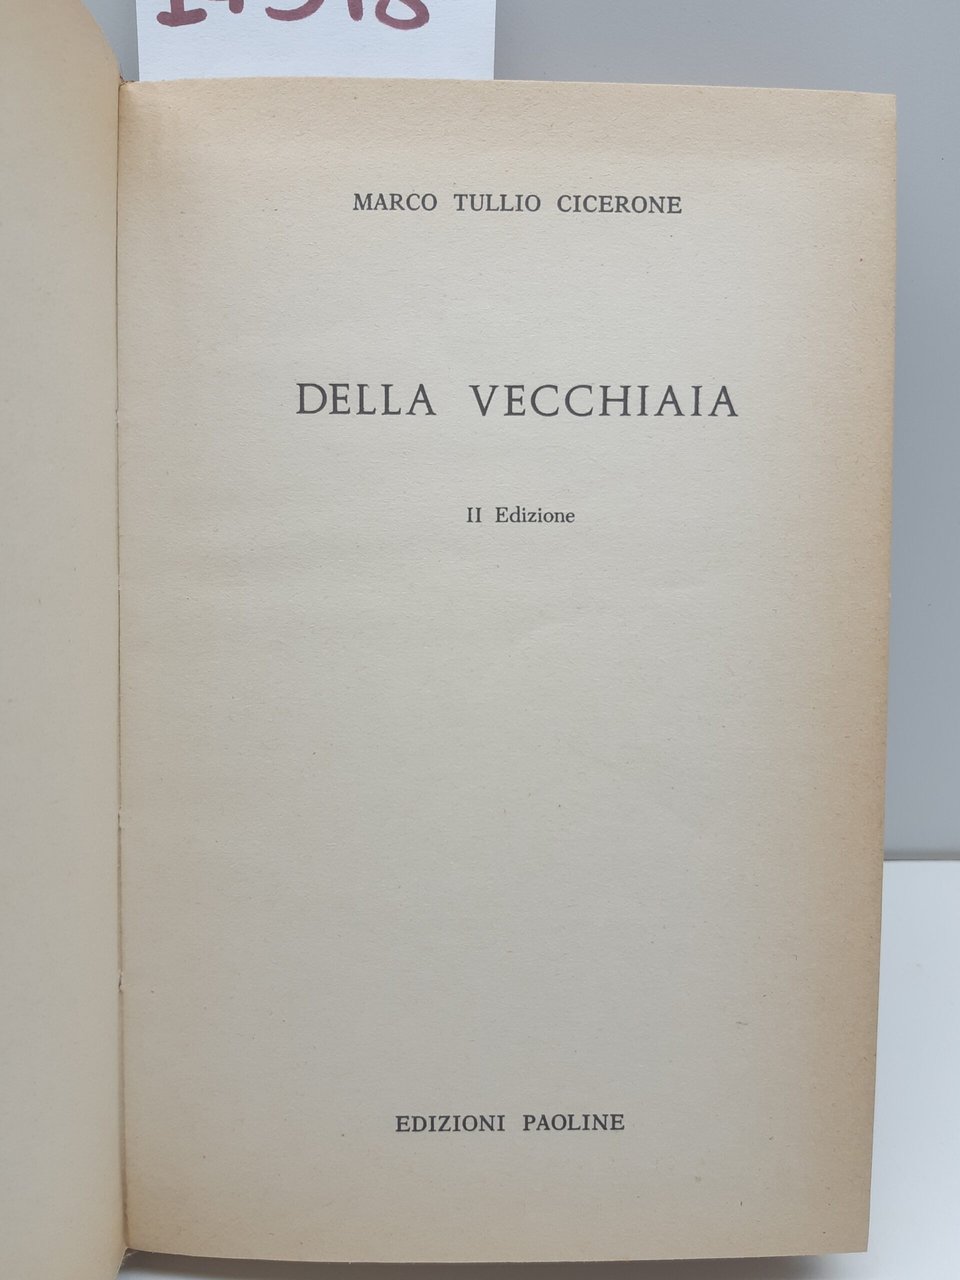 MARCO TULLIO CICERONE
DELLA VECCHIAIA
II Edizione
EDIZIONI PAOLINE